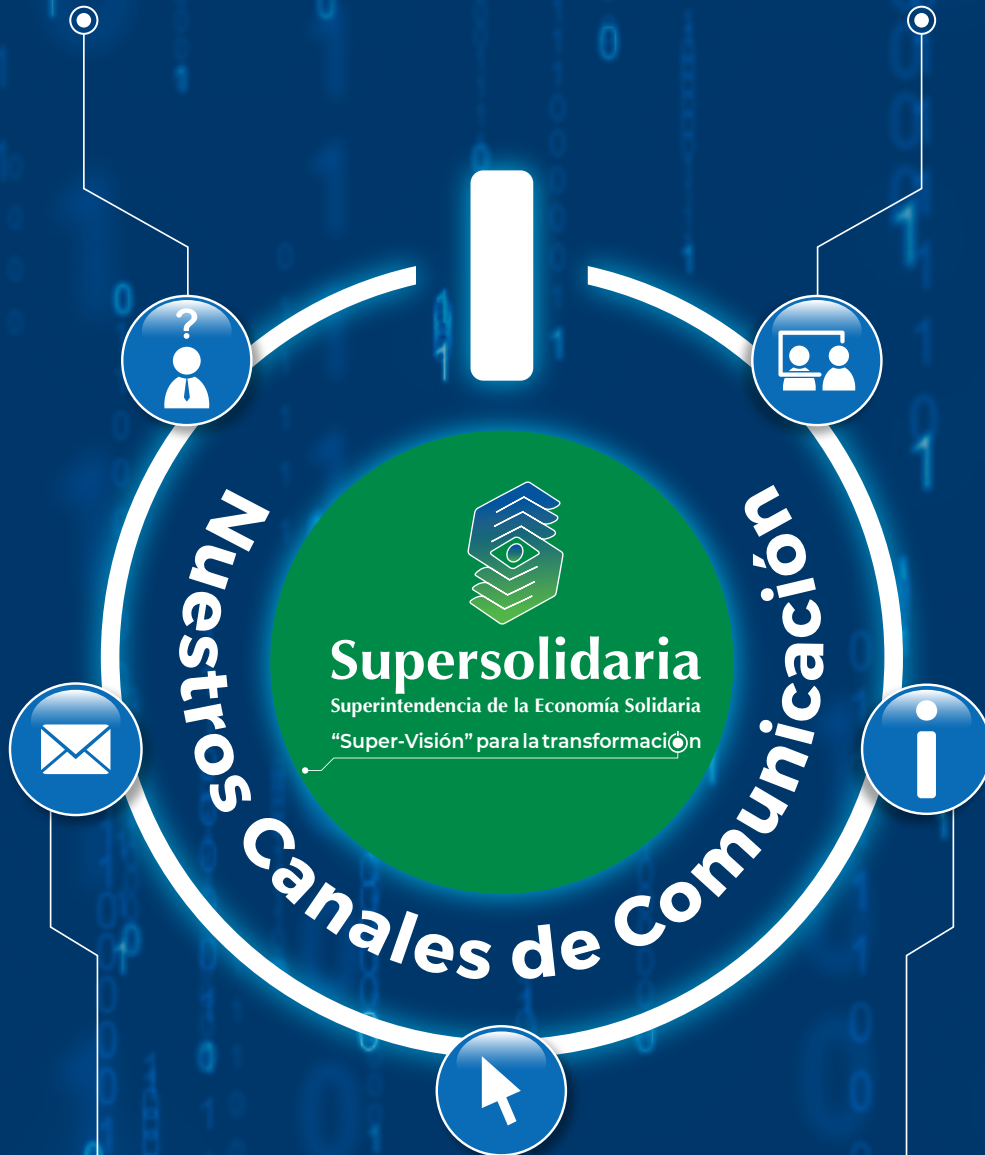 Supersolidaria
Superintendencia de la Economía Solidaria
“Super-Visión” para la transformación
Nuestros Canales de Comunicación
?
i